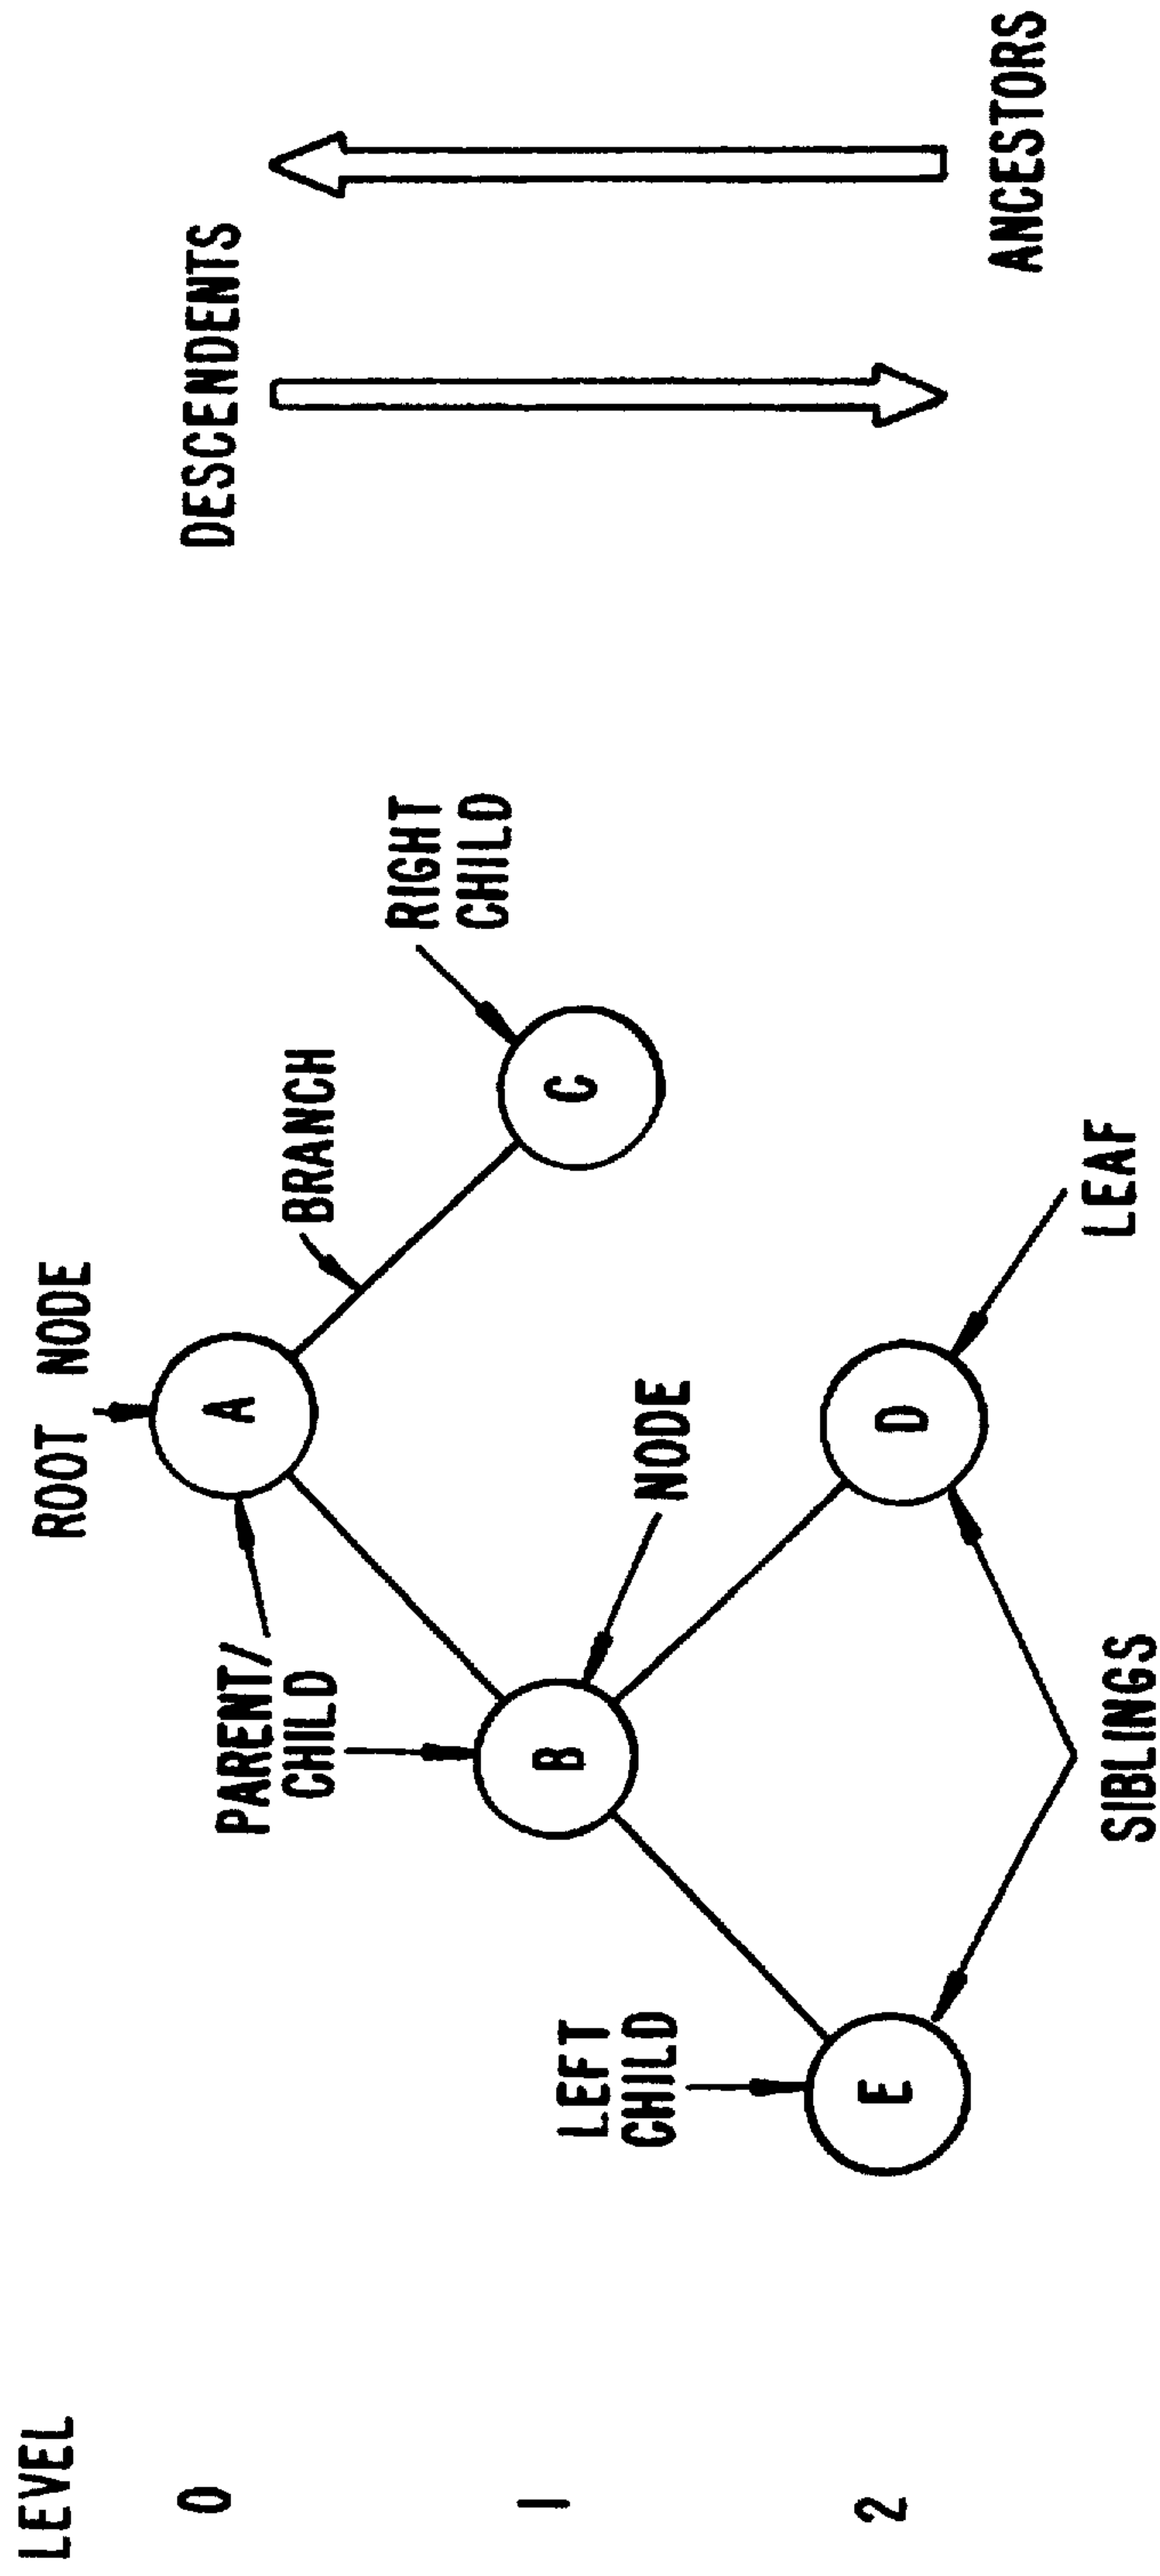 LEVEL
ROOT NODE
DESCENDENTS
0
A
PARENT/
CHILD
BRANCH
RIGHT
CHILD
1
B
C
NODE
LEFT
CHILD
2
E
D
ANCESTORS
SIBLINGS
LEAF